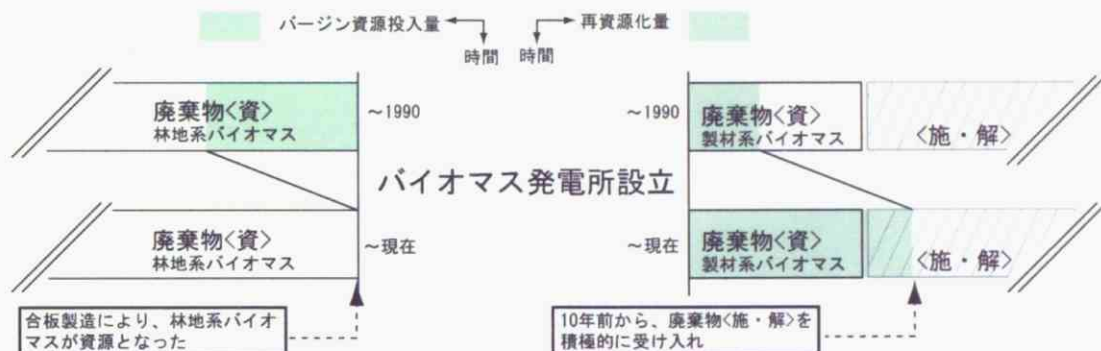 バージン資源投入量
再資源化量
時間
時間
廃棄物<資>
林地系バイオマス
~1990
~1990
廃棄物<資>
製材系バイオマス
<施・解>
バイオマス発電所設立
廃棄物<資>
林地系バイオマス
~現在
~現在
廃棄物<資>
製材系バイオマス
<施・解>
合板製造により、林地系バイオ
マスが資源となった
10年前から、廃棄物<施・解>を
積極的に受け入れ